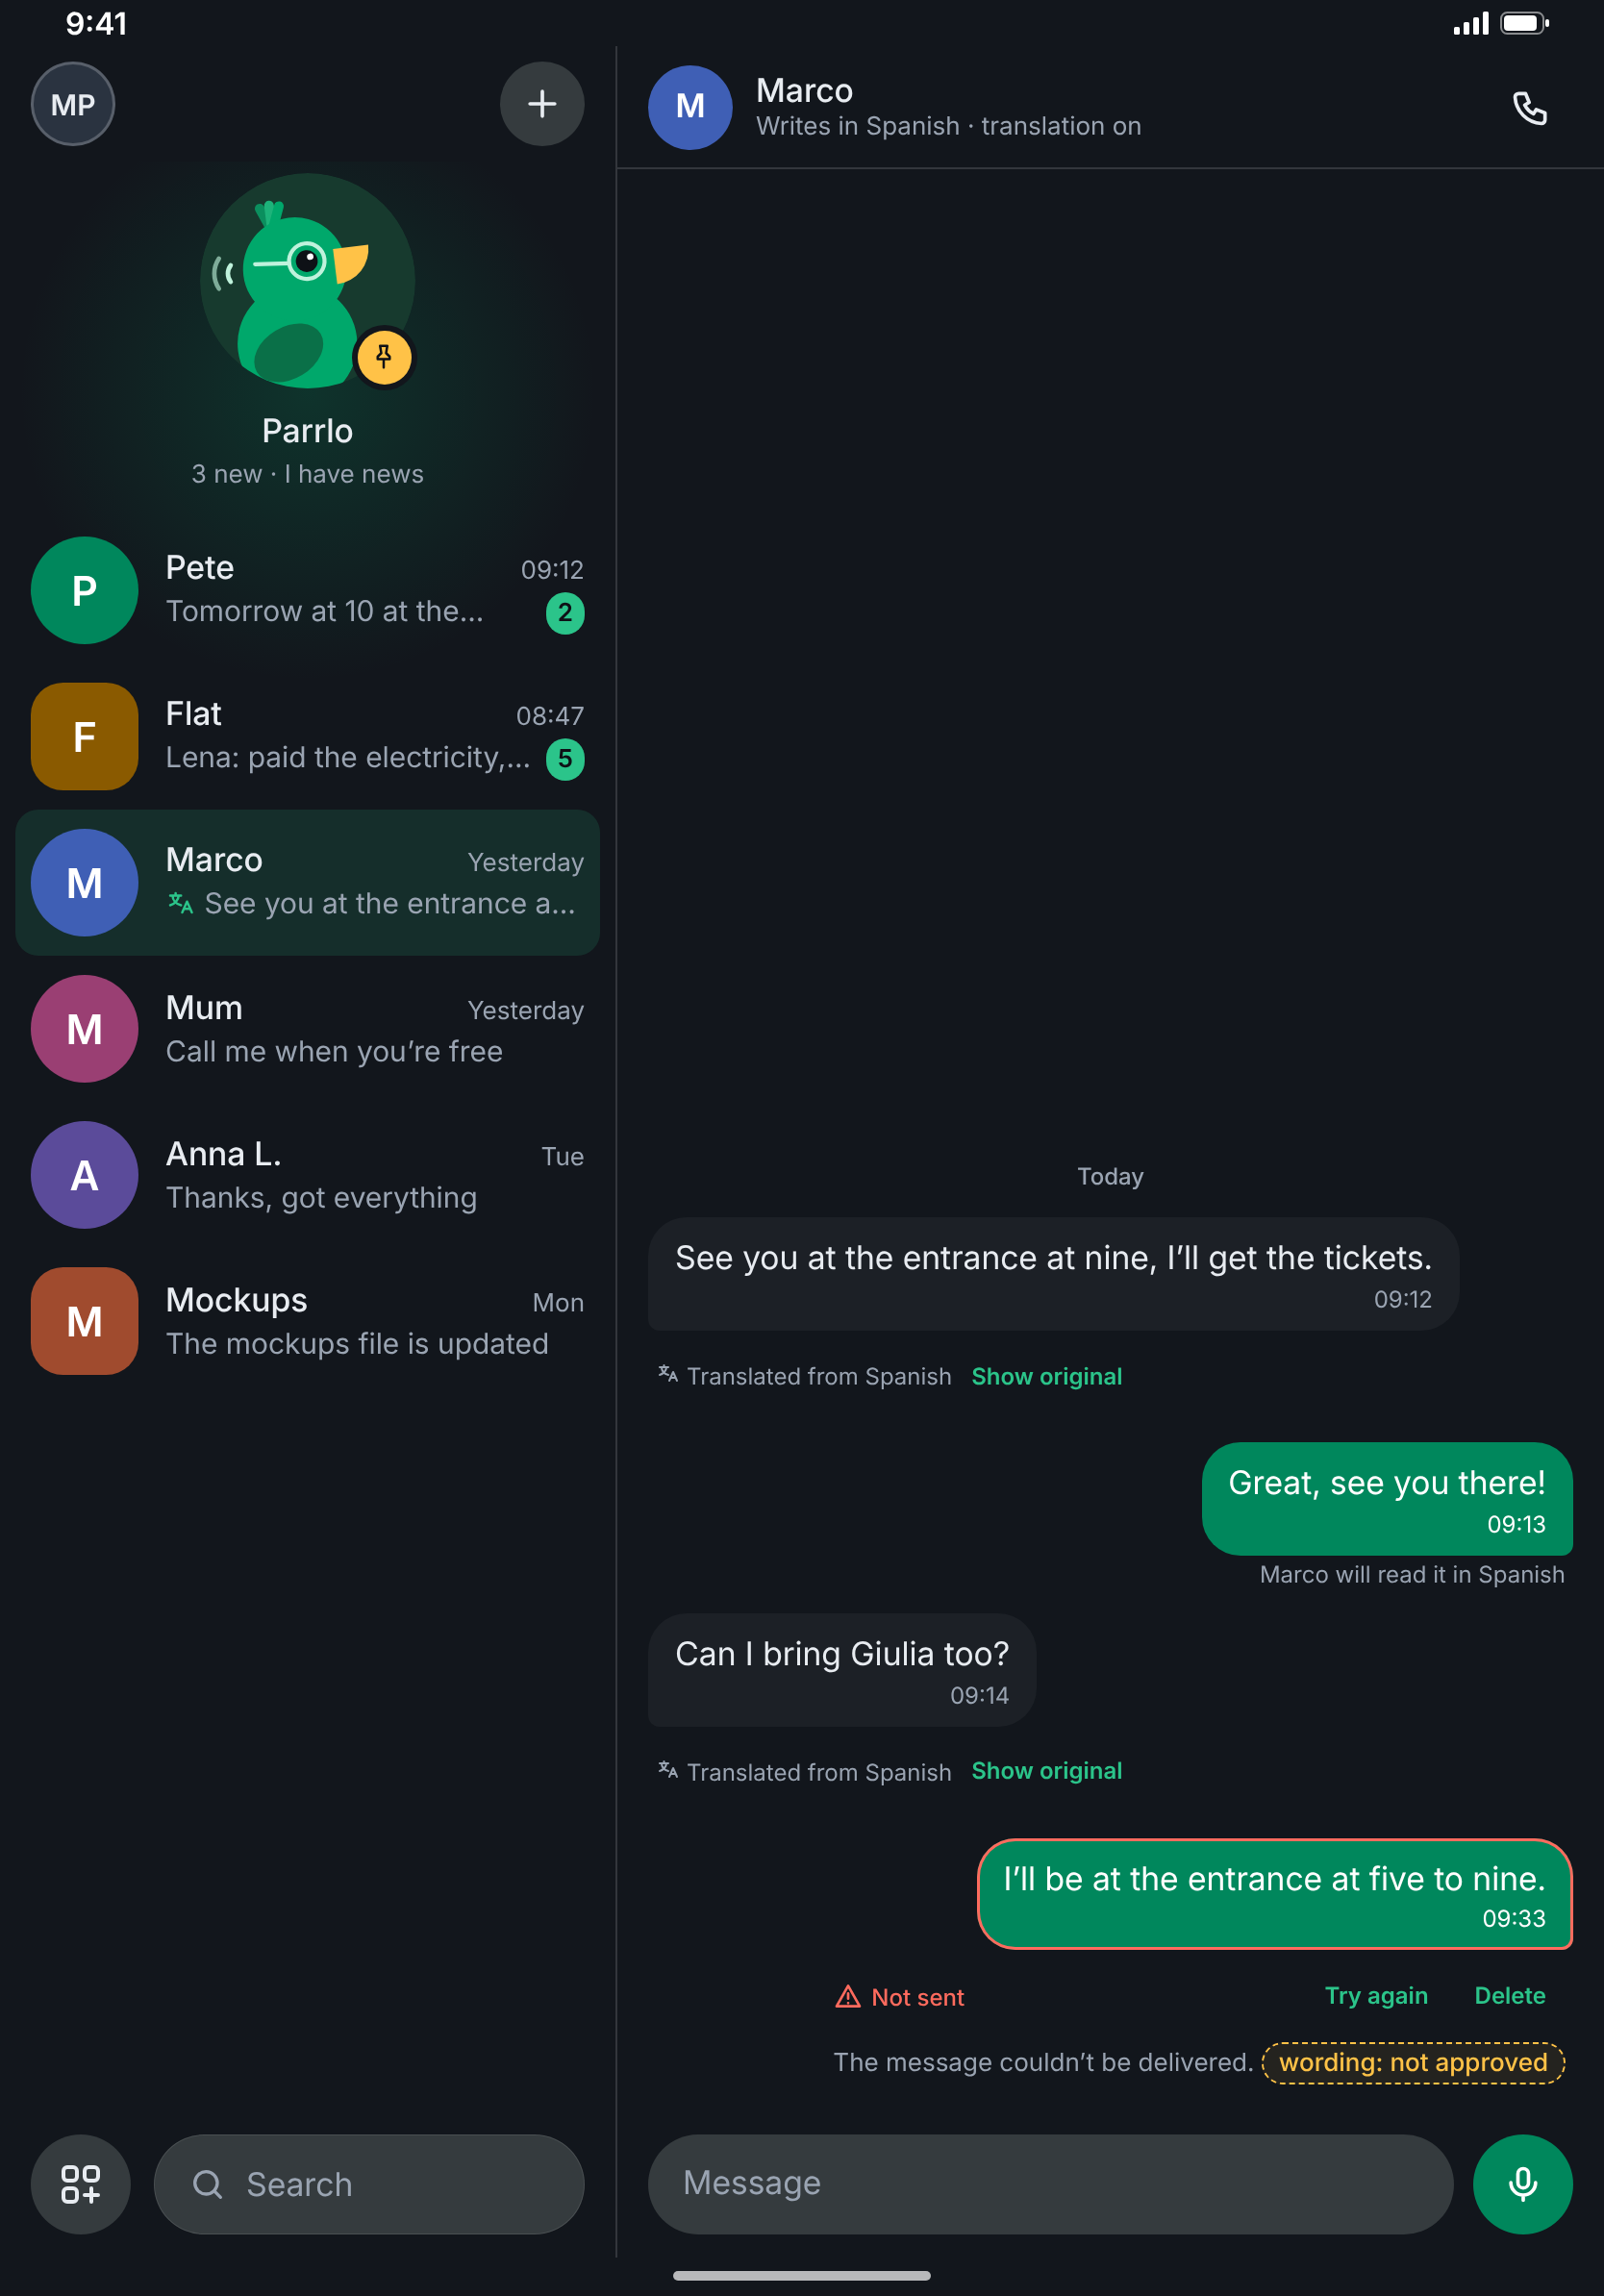 9:41
MP
Parrlo
3 new · I have news
P
Pete
09:12
Tomorrow at 10 at the...
2
F
Flat
08:47
Lena: paid the electricity,...
5
M
Marco
Yesterday
See you at the entrance a...
M
Mum
Yesterday
Call me when you’re free
A
Anna L.
Tue
Thanks, got everything
M
Mockups
Mon
The mockups file is updated
Search
M
Marco
Writes in Spanish · translation on
Today
See you at the entrance at nine, I’ll get the tickets.
09:12
Translated from Spanish Show original
Great, see you there!
09:13
Marco will read it in Spanish
Can I bring Giulia too?
09:14
Translated from Spanish Show original
I’ll be at the entrance at five to nine.
09:33
Not sent Try again Delete
The message couldn’t be delivered. wording: not approved
Message